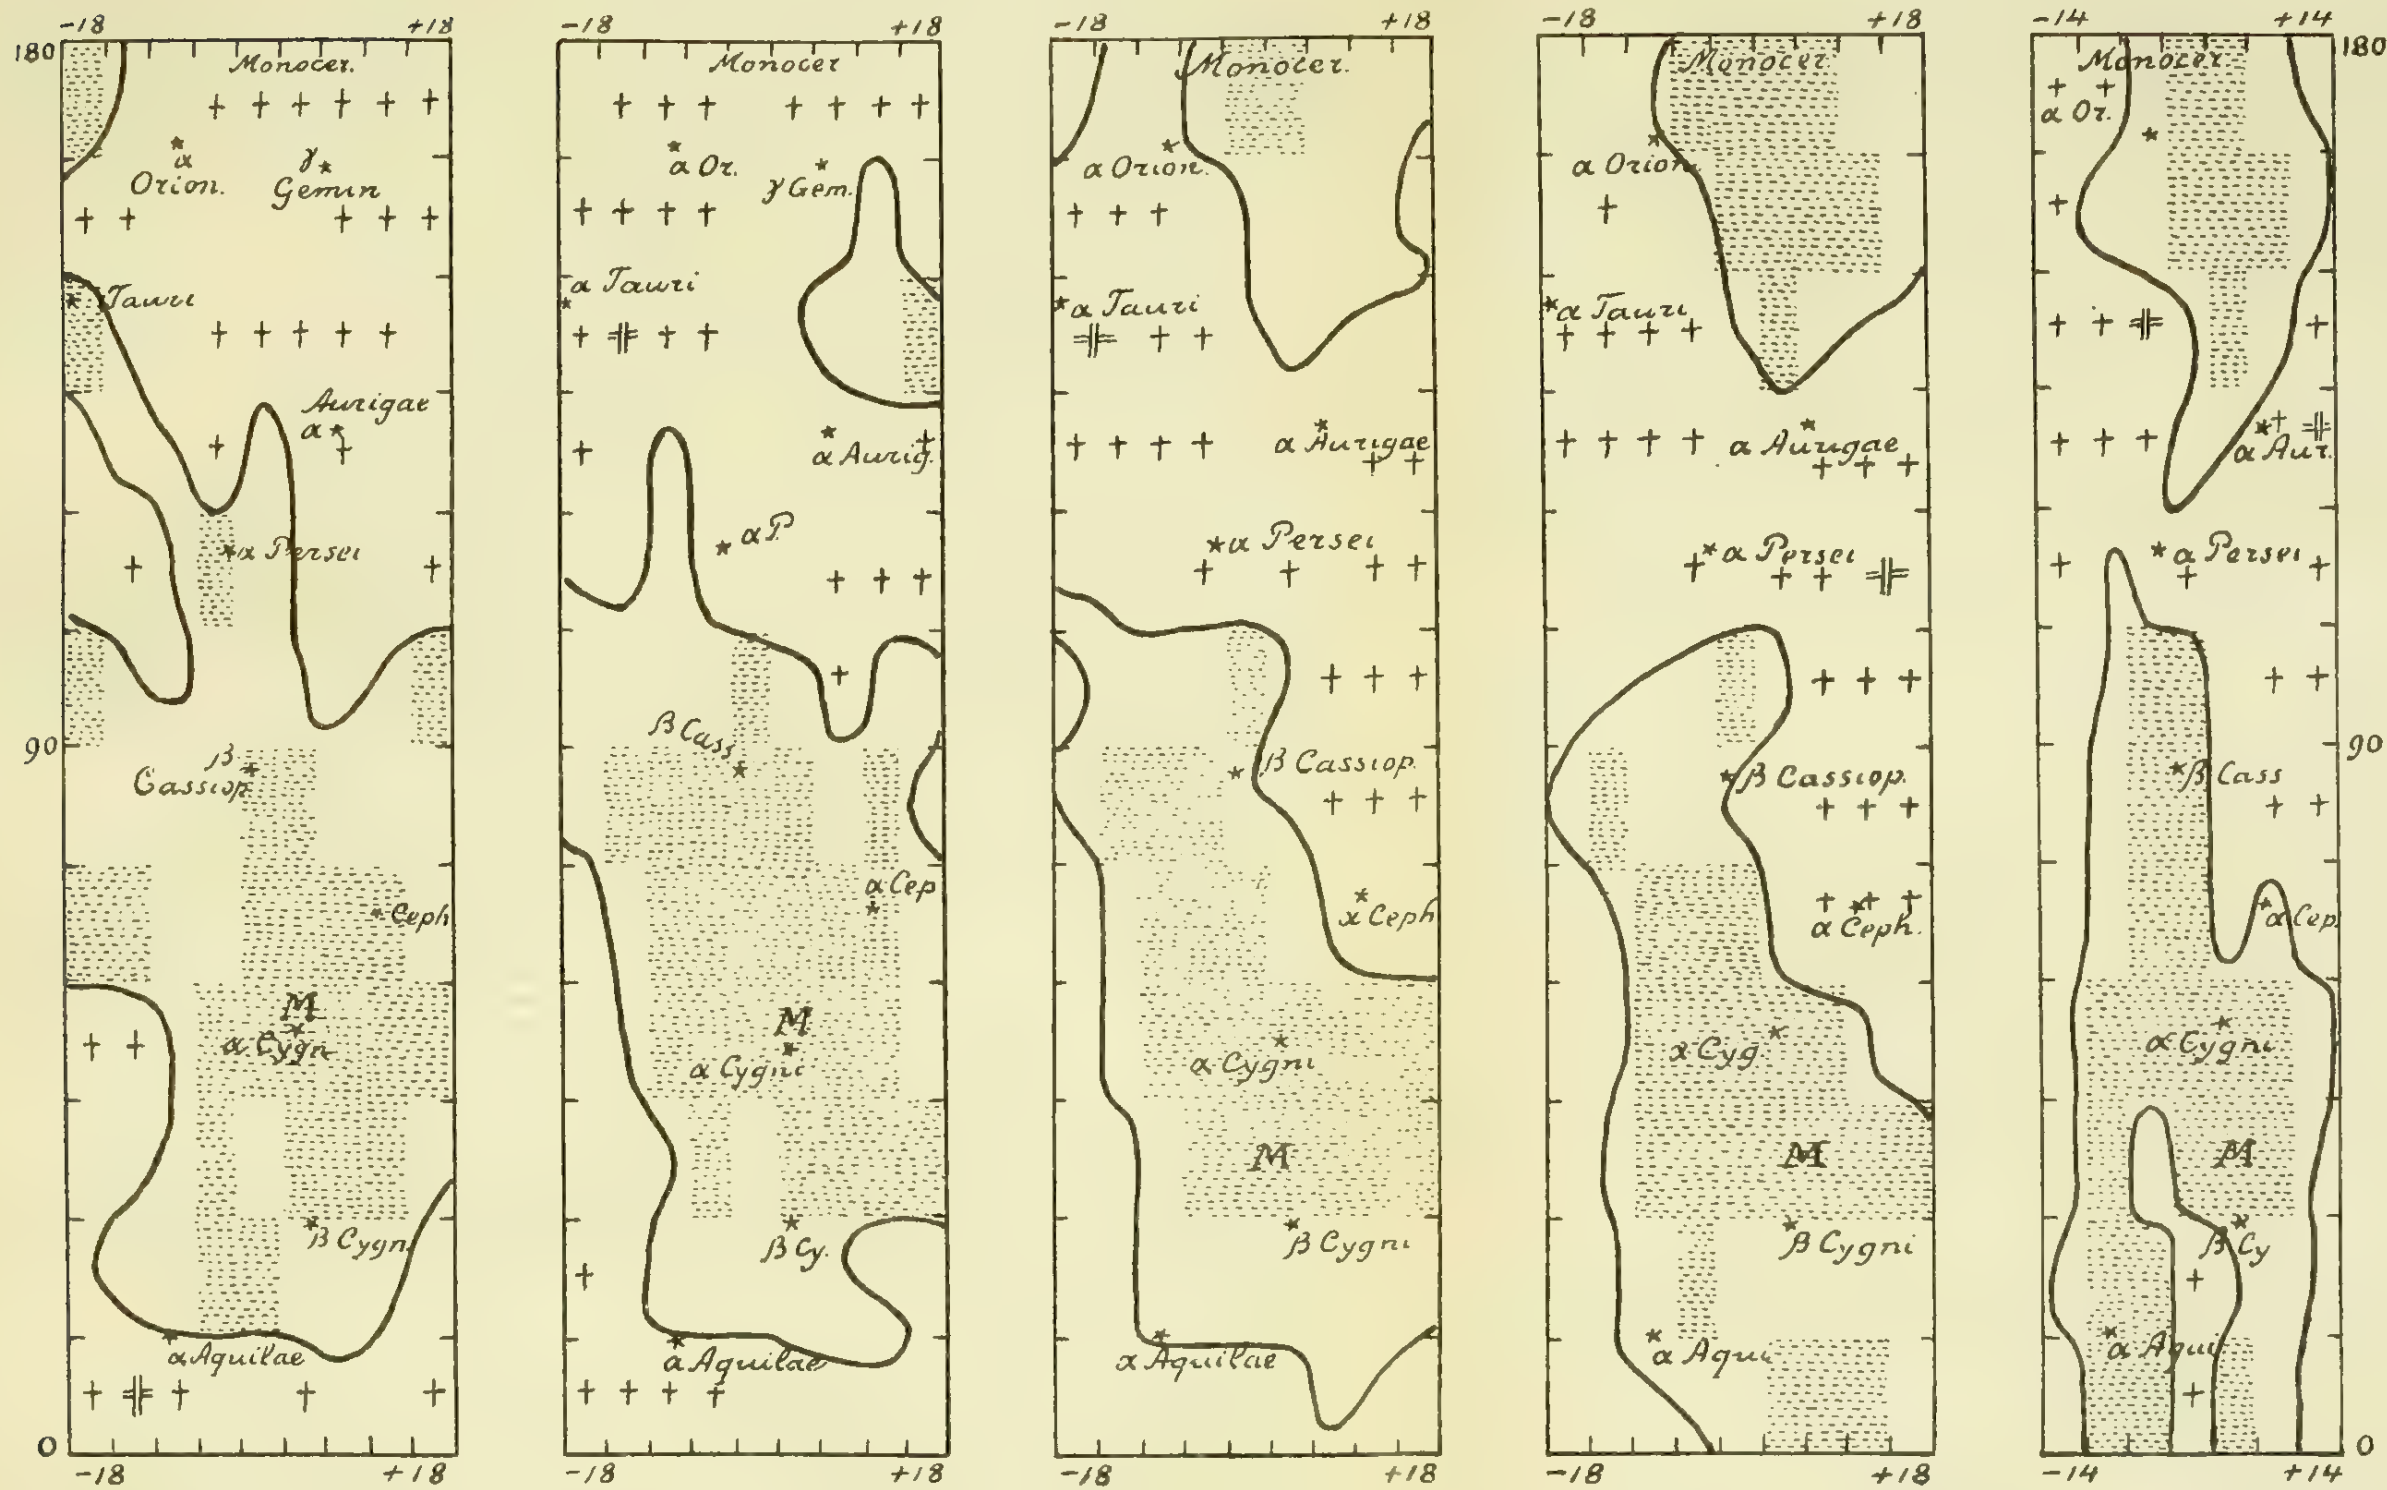 -18 +18
180
Monocer.
α
Orion.
γ
Gemin
Tauri
Aurigae
α
α Persei
90
β
Cassiop
Ceph
M
α Cygn
β Cygn.
α Aquilae
0
-18 +18
-18 +18
Monocer
α Or.
γ Gem.
α Tauri
α Aurig.
α P.
β Cass
α Cep
M
α Cygni
β Cy.
α Aquilae
-18 +18
-18 +18
Monocer.
α Orion.
α Tauri
α Aurigae
α Persei
β Cassiop.
α Ceph
α Cygni
M
β Cygni
α Aquilae
-18 +18
-18 +18
Monocer.
α Orion.
α Tauri
α Aurigae
α Persei
β Cassiop.
α Ceph.
α Cyg.
M
β Cygni
α Aqui
-18 +18
-14 +14
180
Monocer
α Or.
α Aur.
α Persei
90
β Cass
α Cep.
α Cygni
M
β Cy
α Aqui
0
-14 +14